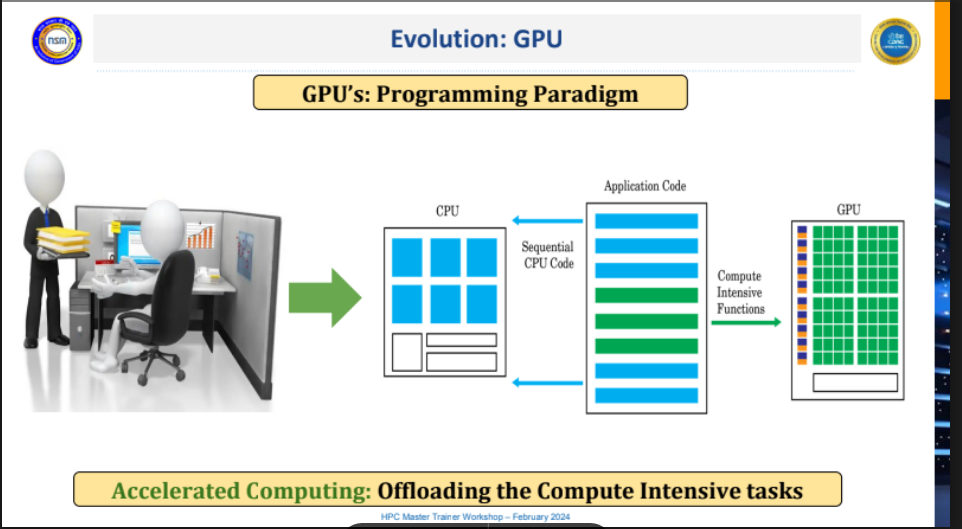 Evolution: GPU
nsm
GPU's: Programming Paradigm
Application Code
CPU
GPU
Sequential
CPU Code
Compute
Intensive
Functions
Accelerated Computing: Offloading the Compute Intensive tasks
HPC Master Trainer Workshop – February 2024